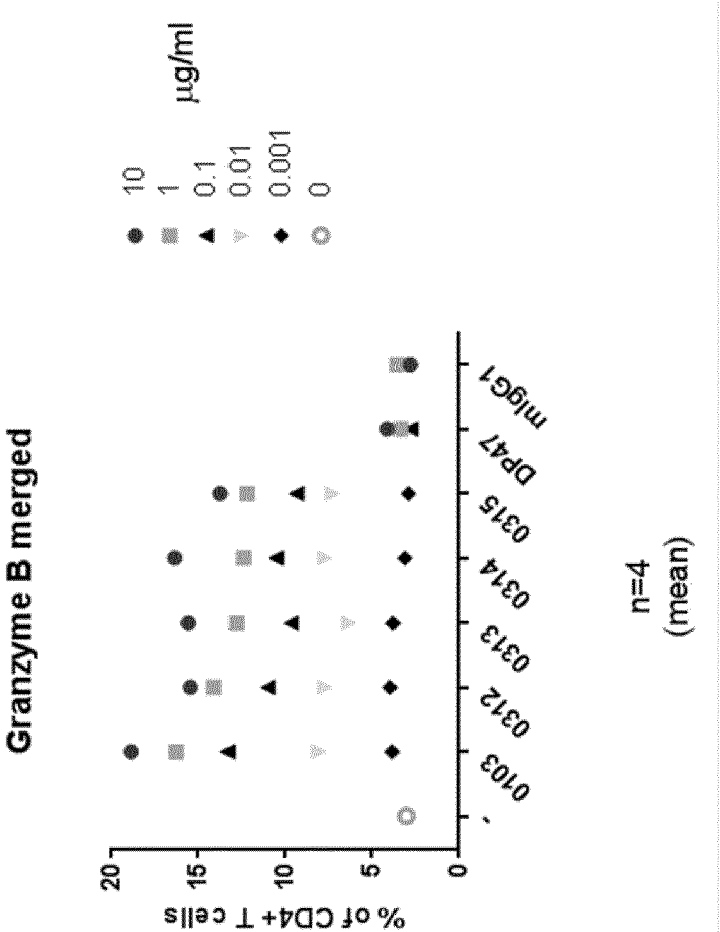 Granzyme B merged
% of CD4+ T cells
20
15
10
5
0
-
0103
0312
0313
0314
0315
DP47
mIgG1
10
1
0.1
0.01
0.001
0
µg/ml
n=4
(mean)